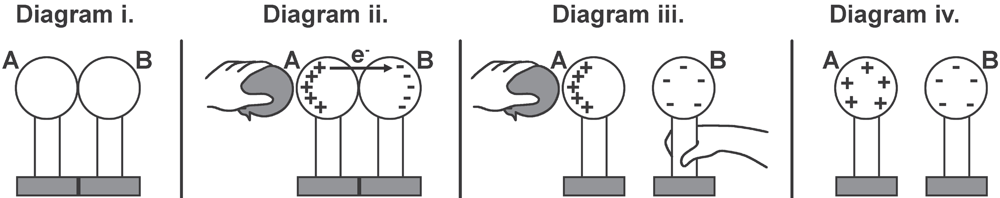 Diagram i.
A B
Diagram ii.
A e- B
+ + + + +
- - - - -
Diagram iii.
A B
+ + + + +
- - - - -
Diagram iv.
A B
+ + + + +
- - - - -